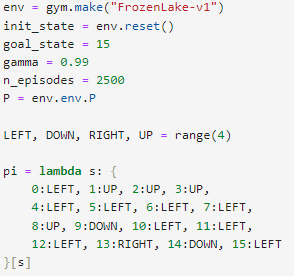 env = gym.make("FrozenLake-v1")
init_state = env.reset()
goal_state = 15
gamma = 0.99
n_episodes = 2500
P = env.env.P
LEFT, DOWN, RIGHT, UP = range(4)
pi = lambda s: {
0:LEFT, 1:UP, 2:UP, 3:UP,
4:LEFT, 5:LEFT, 6:LEFT, 7:LEFT,
8:UP, 9:DOWN, 10:LEFT, 11:LEFT,
12:LEFT, 13:RIGHT, 14:DOWN, 15:LEFT
}[s]